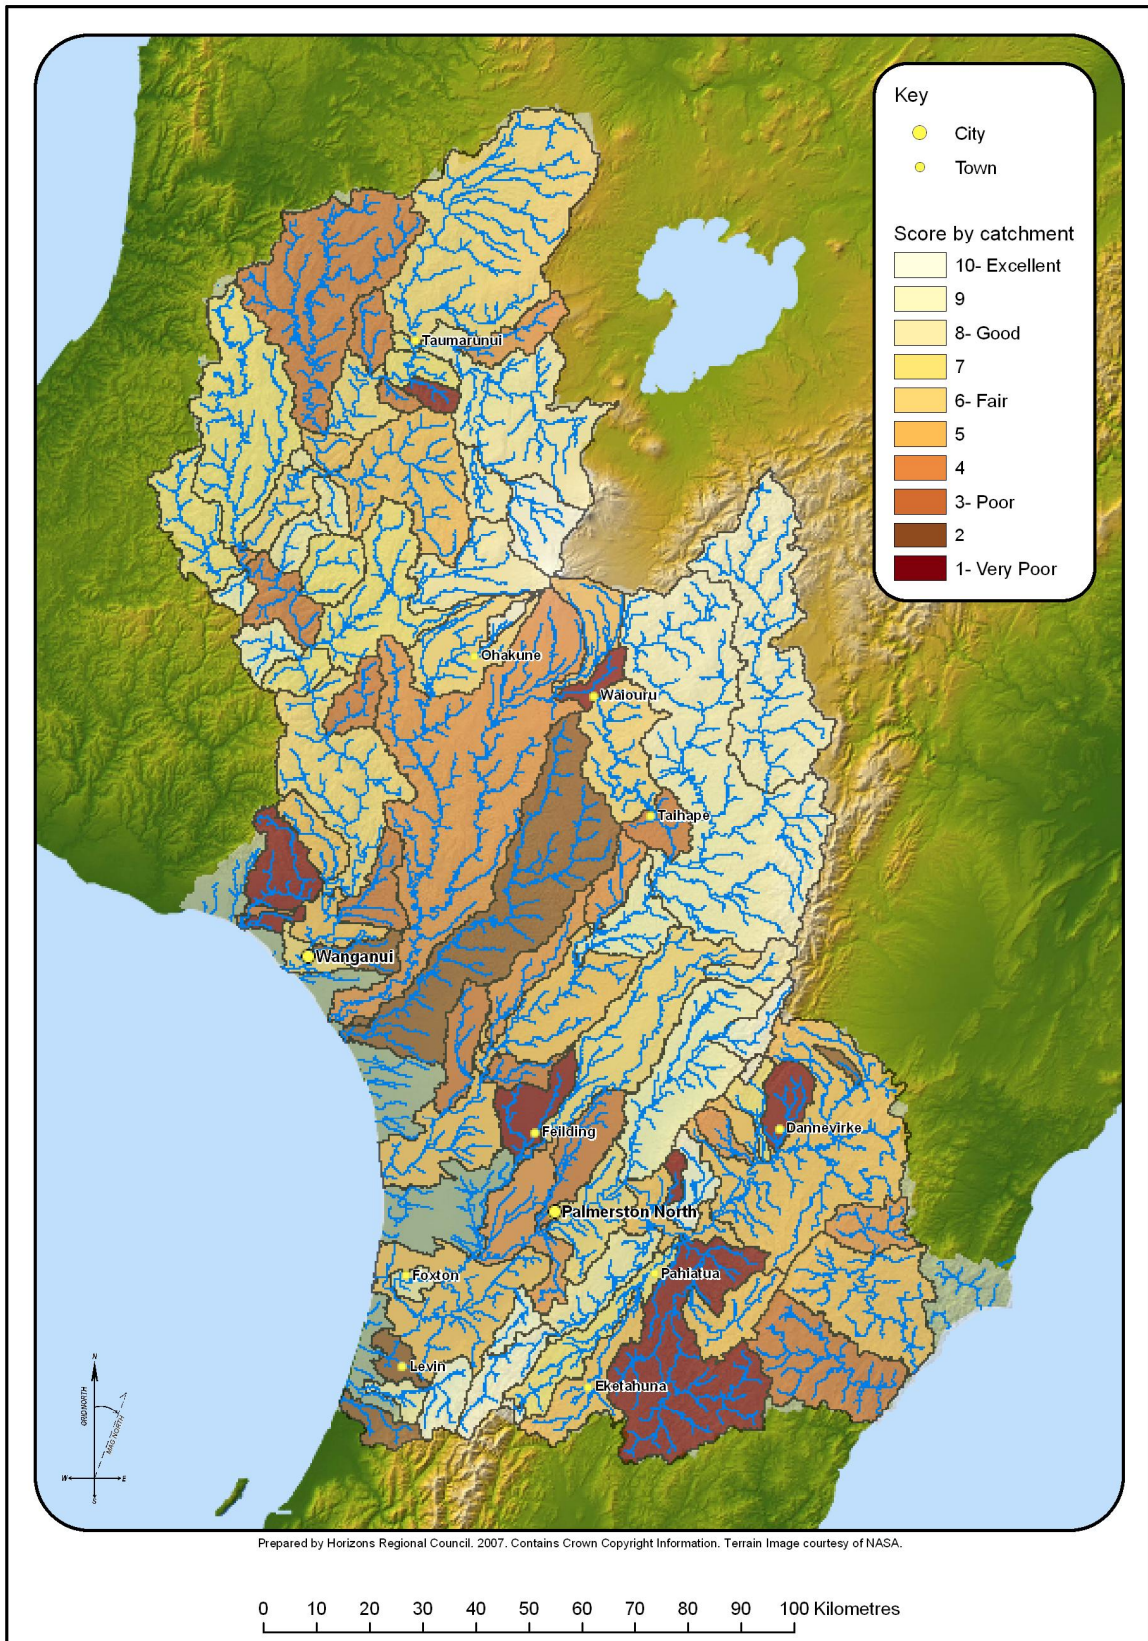 Key
City
Town
Score by catchment
10- Excellent
9
8- Good
7
6- Fair
5
4
3- Poor
2
1- Very Poor
Taumarunui
Ohakune
Waiouru
Taihape
Wanganui
Dannevirke
Feilding
Palmerston North
Pahiatua
Foxton
Levin
Eketahuna
N
GRIDNORTH
MAG NORTH
W
E
S
Prepared by Horizons Regional Council. 2007. Contains Crown Copyright Information. Terrain Image courtesy of NASA.
0 10 20 30 40 50 60 70 80 90 100 Kilometres